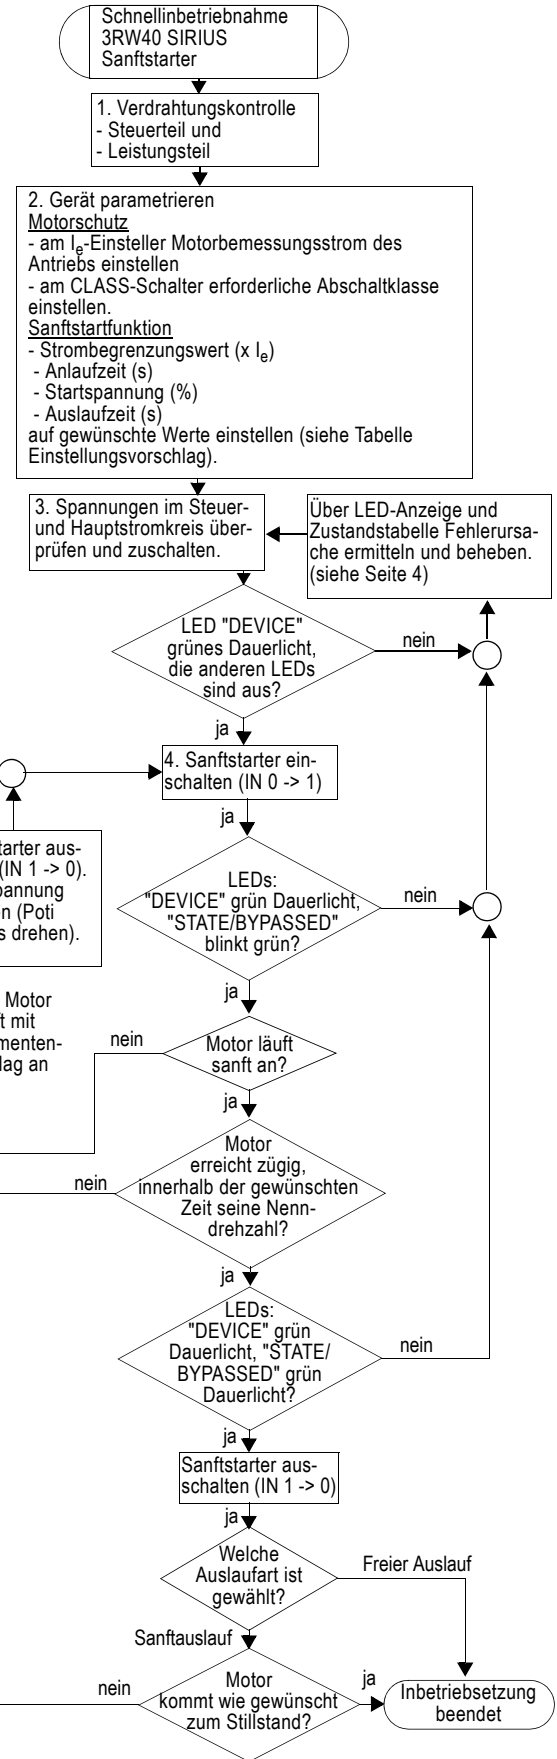 Schnellinbetriebnahme
3RW40 SIRIUS
Sanftstarter
1. Verdrahtungskontrolle
- Steuerteil und
- Leistungsteil
2. Gerät parametrieren
Motorschutz
- am Ie-Einsteller Motorbemessungsstrom des
Antriebs einstellen
- am CLASS-Schalter erforderliche Abschaltklasse
einstellen.
Sanftstartfunktion
- Strombegrenzungswert (x Ie)
- Anlaufzeit (s)
- Startspannung (%)
- Auslaufzeit (s)
auf gewünschte Werte einstellen (siehe Tabelle
Einstellungsvorschlag).
3. Spannungen im Steuer-
und Hauptstromkreis über-
prüfen und zuschalten.
Über LED-Anzeige und
Zustandstabelle Fehlerursa-
che ermitteln und beheben.
(siehe Seite 4)
LED "DEVICE"
grünes Dauerlicht,
die anderen LEDs
sind aus?
nein
ja
4. Sanftstarter ein-
schalten (IN 0 -> 1)
ja
tarter aus-
(IN 1 -> 0).
pannung
en (Poti
s drehen).
LEDs:
"DEVICE" grün Dauerlicht,
"STATE/BYPASSED"
blinkt grün?
nein
ja
Motor
ft mit
menten-
lag an
nein
Motor läuft
sanft an?
ja
Motor
erreicht zügig,
innerhalb der gewünschten
Zeit seine Nenn-
drehzahl?
nein
ja
LEDs:
"DEVICE" grün
Dauerlicht, "STATE/
BYPASSED" grün
Dauerlicht?
nein
ja
Sanftstarter aus-
schalten (IN 1 -> 0)
ja
Welche
Auslaufart ist
gewählt?
Freier Auslauf
Sanftauslauf
nein
Motor
kommt wie gewünscht
zum Stillstand?
ja
Inbetriebsetzung
beendet